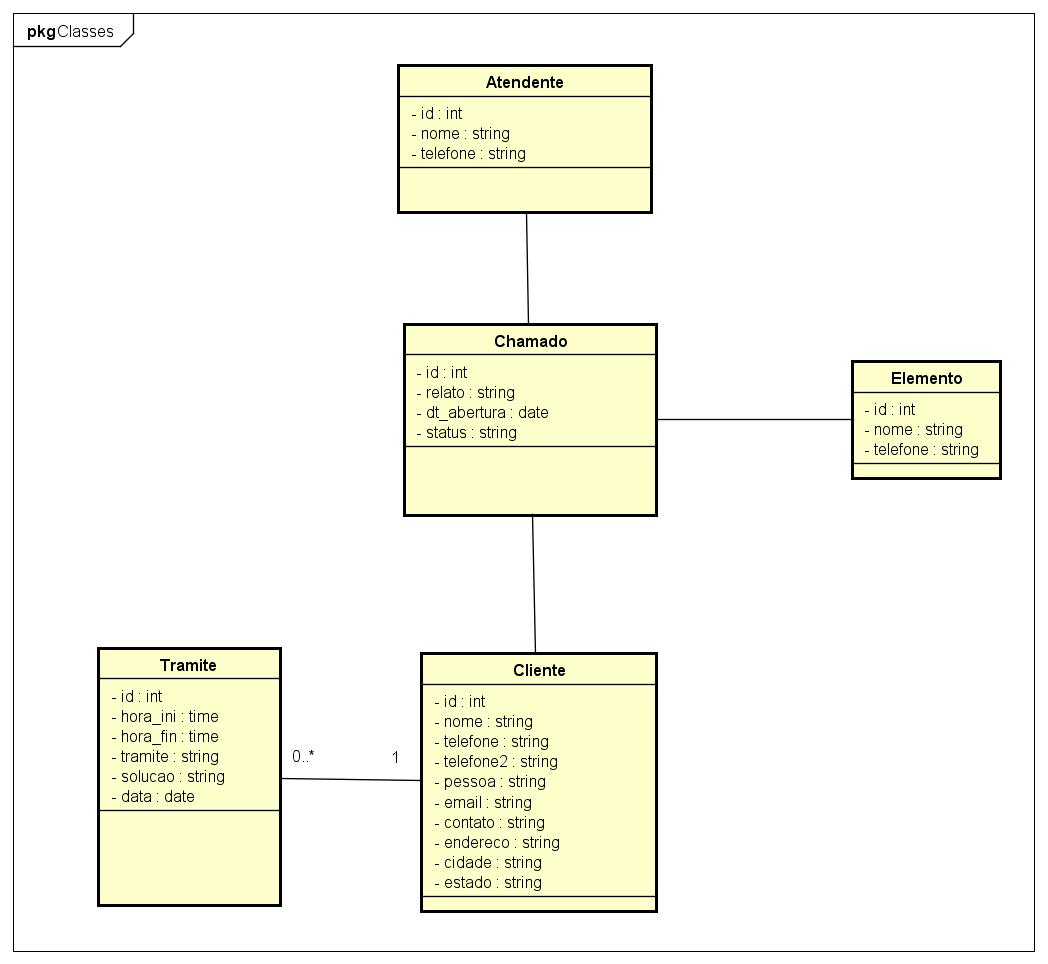 pkg Classes
Atendente
- id : int
- nome : string
- telefone : string
Chamado
- id : int
- relato : string
- dt_abertura : date
- status : string
Elemento
- id : int
- nome : string
- telefone : string
Tramite
- id : int
- hora_ini : time
- hora_fin : time
- tramite : string
- solucao : string
- data : date
0..*
1
Cliente
- id : int
- nome : string
- telefone : string
- telefone2 : string
- pessoa : string
- email : string
- contato : string
- endereco : string
- cidade : string
- estado : string